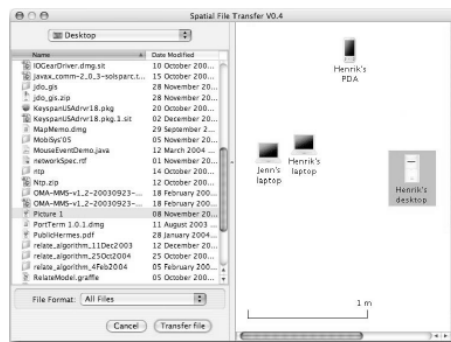 Spatial File Transfer V0.4
Desktop
Name Date Modified
IOGearDriver.dmg.sit 10 October 200...
javax_comm-2_0_3-solsparc.t... 15 October 200...
jdo_gis 28 November 20...
jdo_gis.zip 28 November 20...
KeyspanUSAdrvr18.pkg 20 October 200...
KeyspanUSAdrvr18.pkg.1.sit 02 December 20...
MapMemo.dmg 29 September 2...
MobiSys'05 05 November 20...
MouseEventDemo.java 12 March 2004 ...
networkSpec.rtf 01 November 20...
ntp 14 October 200...
Ntp.zip 12 October 200...
OMA-MMS-v1_2-20030923-... 18 February 200...
OMA-MMS-v1_2-20030923-... 18 February 200...
Picture 1 08 November 20...
PortTerm 1.0.1.dmg 11 August 2003 ...
PublicHermes.pdf 28 January 2004...
relate_algorithm_11Dec2003 12 December 20...
relate_algorithm_25Oct2004 25 October 200...
relate_algorithm_4Feb2004 05 February 200...
RelateModel.graffle 05 October 200...
File Format: All Files
Cancel Transfer file
Henrik's
PDA
Jenn's
laptop
Henrik's
laptop
Henrik's
desktop
1 m